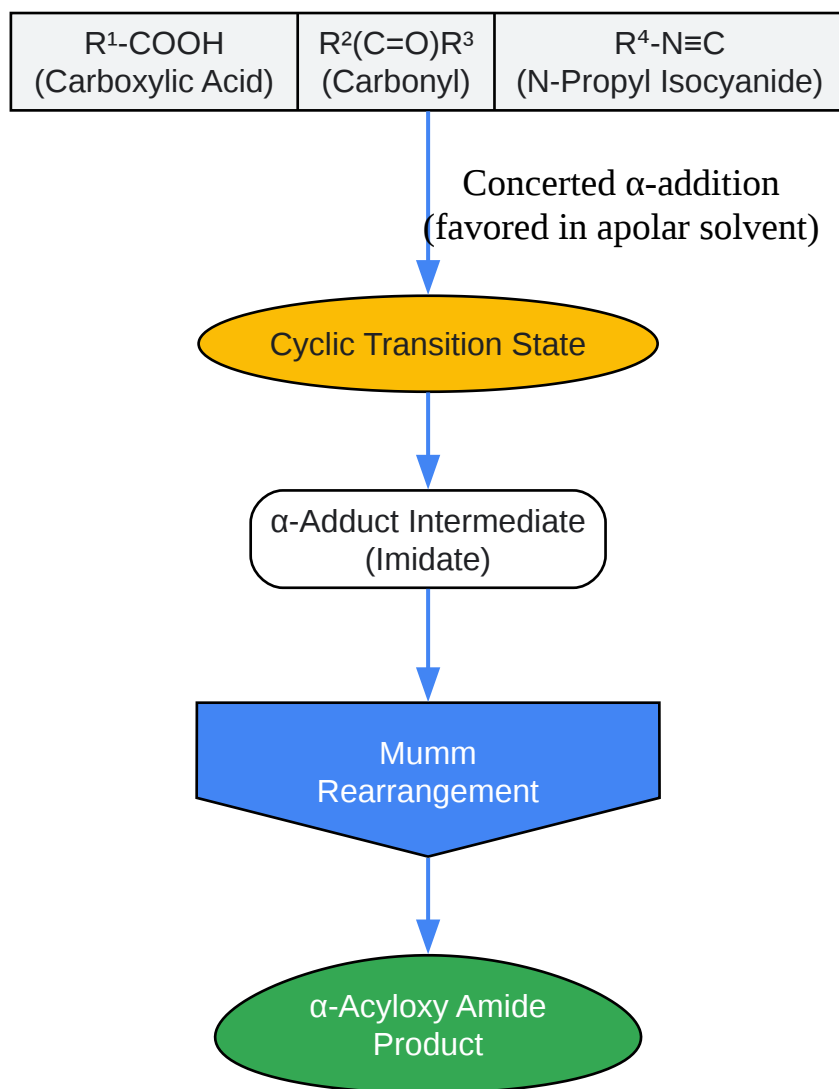 R¹-COOH
(Carboxylic Acid)
R²(C=O)R³
(Carbonyl)
R⁴-N≡C
(N-Propyl Isocyanide)
Concerted α-addition
(favored in apolar solvent)
Cyclic Transition State
α-Adduct Intermediate
(Imidate)
Mumm
Rearrangement
α-Acyloxy Amide
Product